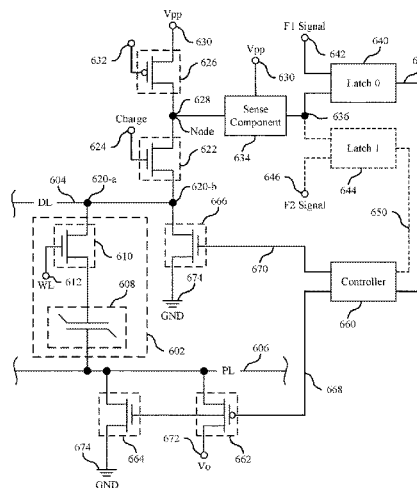 Vpp
630
632
626
628
Node
Charge
624
622
Vpp
630
Sense
Component
634
F1 Signal
642
640
Latch 0
636
Latch 1
644
646
F2 Signal
650
DL
604
620-a
620-b
666
610
WL
612
608
602
674
GND
670
Controller
660
668
PL
606
674
GND
664
672
Vo
662